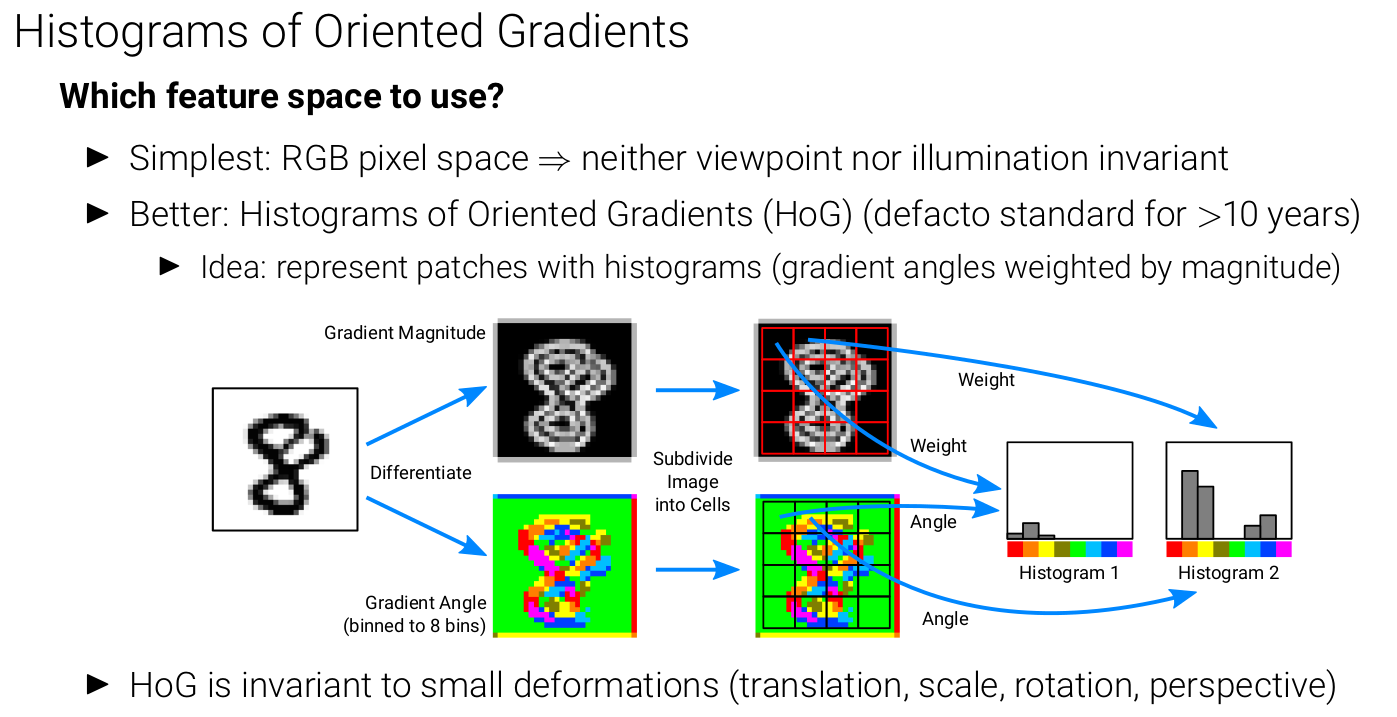 Histograms of Oriented Gradients
Which feature space to use?
► Simplest: RGB pixel space ⇒ neither viewpoint nor illumination invariant
► Better: Histograms of Oriented Gradients (HoG) (defacto standard for >10 years)
► Idea: represent patches with histograms (gradient angles weighted by magnitude)
Gradient Magnitude
Weight
Weight
Differentiate
Subdivide
Image
into Cells
Angle
Histogram 1
Histogram 2
Gradient Angle
(binned to 8 bins)
Angle
► HoG is invariant to small deformations (translation, scale, rotation, perspective)